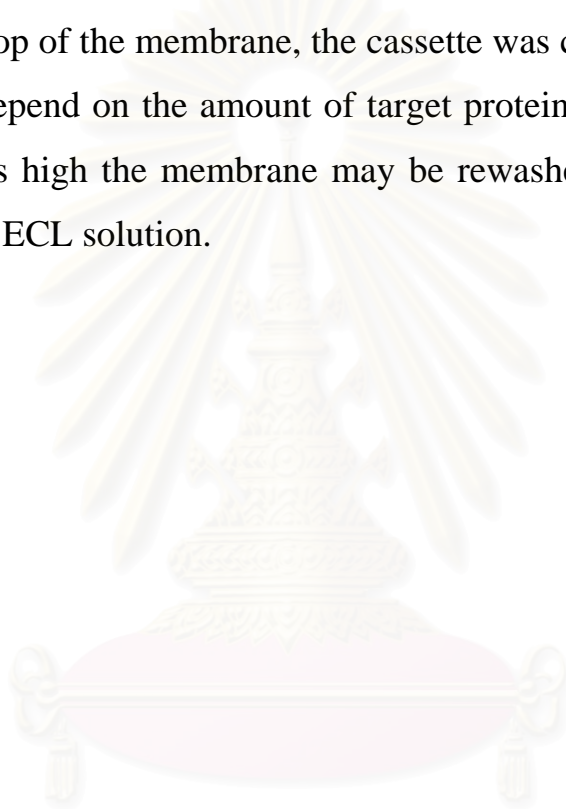 op of the membrane, the cassette was
epend on the amount of target protein
s high the membrane may be rewashe
ECL solution.